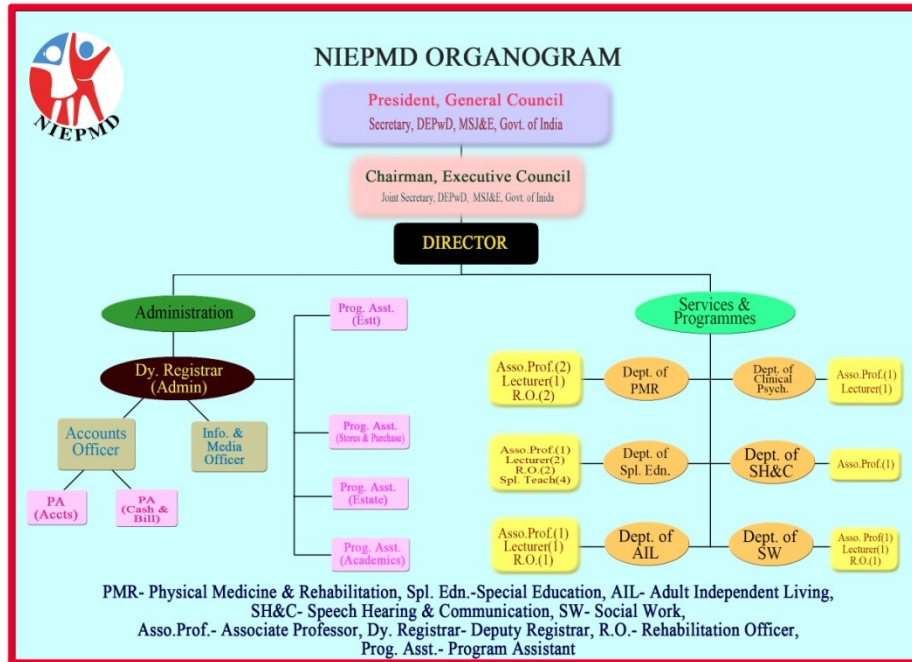 NIEPMD
NIEPMD ORGANOGRAM
President, General Council
Secretary, DEPwD, MSJ&E, Govt. of India
Chairman, Executive Council
Joint Secretary, DEPwD, MSJ&E, Govt. of Inida
DIRECTOR
Administration
Dy. Registrar
(Admin)
Accounts
Officer
Info. &
Media
Officer
PA
(Accts)
PA
(Cash &
Bill)
Prog. Asst.
(Estt)
Prog. Asst.
(Stores & Purchase)
Prog. Asst.
(Estate)
Prog. Asst.
(Academics)
Services &
Programmes
Asso.Prof.(2)
Lecturer(1)
R.O.(2)
Dept. of
PMR
Dept. of
Clinical
Psych.
Asso.Prof.(1)
Lecturer(1)
Asso.Prof.(1)
Lecturer(2)
R.O.(2)
Spl. Teach(4)
Dept. of
Spl. Edn.
Dept. of
SH&C
Asso.Prof.(1)
Asso.Prof.(1)
Lecturer(1)
R.O.(1)
Dept. of
AIL
Dept. of
SW
Asso. Prof(1)
Lecturer(1)
R.O.(1)
PMR- Physical Medicine & Rehabilitation, Spl. Edn.-Special Education, AIL- Adult Independent Living,
SH&C- Speech Hearing & Communication, SW- Social Work,
Asso.Prof.- Associate Professor, Dy. Registrar- Deputy Registrar, R.O.- Rehabilitation Officer,
Prog. Asst.- Program Assistant